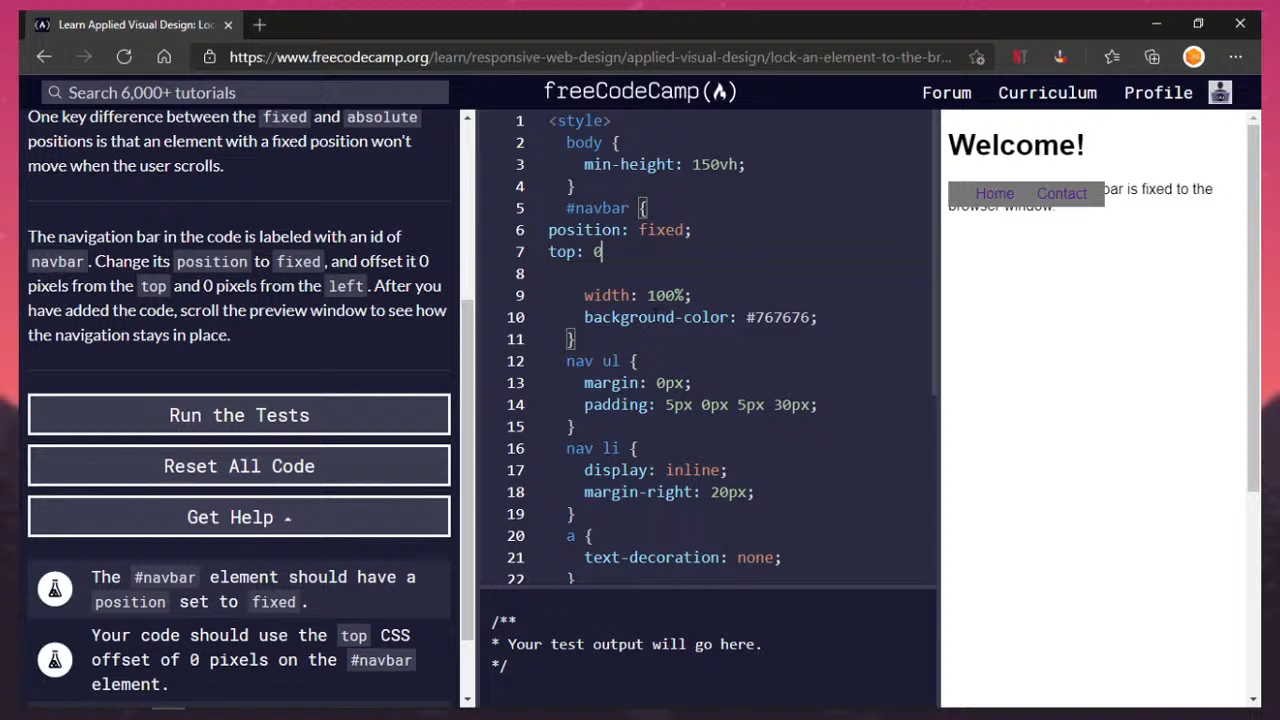 Learn Applied Visual Design: Loc
https://www.freecodecamp.org/learn/responsive-web-design/applied-visual-design/lock-an-element-to-the-br...
Search 6,000+ tutorials
freeCodeCamp
Forum
Curriculum
Profile
One key difference between the fixed and absolute
positions is that an element with a fixed position won't
move when the user scrolls.
The navigation bar in the code is labeled with an id of
navbar. Change its position to fixed, and offset it 0
pixels from the top and 0 pixels from the left. After you
have added the code, scroll the preview window to see how
the navigation stays in place.
Run the Tests
Reset All Code
Get Help
The #navbar element should have a
position set to fixed.
Your code should use the top CSS
offset of 0 pixels on the #navbar
element.
1 <style>
2 body {
3 min-height: 150vh;
4 }
5 #navbar {
6 position: fixed;
7 top: 0
8
9 width: 100%;
10 background-color: #767676;
11 }
12 nav ul {
13 margin: 0px;
14 padding: 5px 0px 5px 30px;
15 }
16 nav li {
17 display: inline;
18 margin-right: 20px;
19 }
20 a {
21 text-decoration: none;
22 }
/**
* Your test output will go here.
*/
Welcome!
Home Contact bar is fixed to the
browser window.